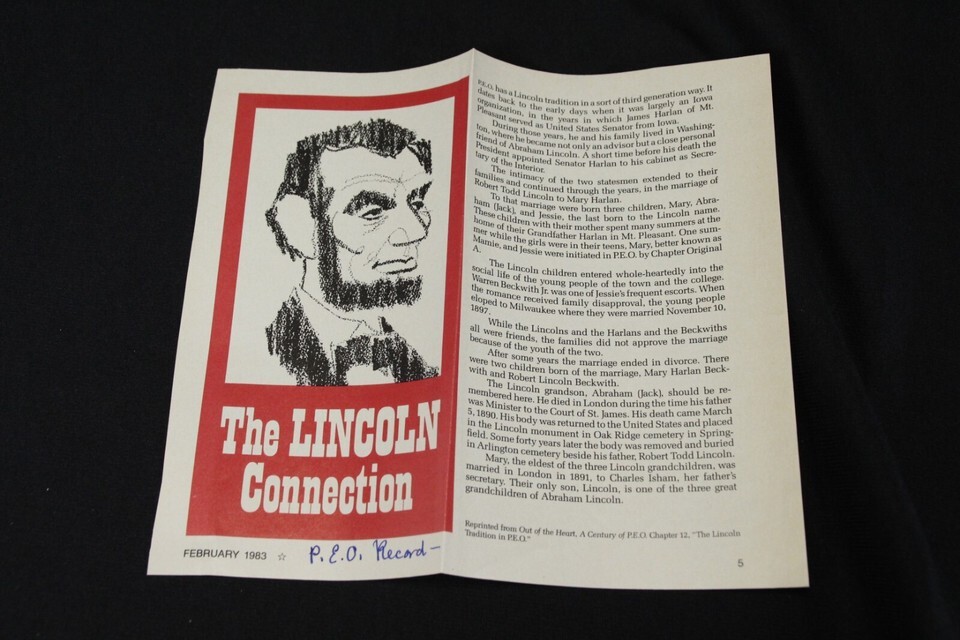 The LINCOLN
Connection
FEBRUARY 1983 ☆ P.E.O. Record—
P.E.O. has a Lincoln tradition in a sort of third generation way. It
dates back to the early days when it was largely an Iowa
organization, in the years in which James Harlan of Mt.
Pleasant served as United States Senator from Iowa.
During those years, he and his family lived in Washing-
ton, where he became not only an advisor but a close personal
friend of Abraham Lincoln. A short time before his death the
President appointed Senator Harlan to his cabinet as Secre-
tary of the Interior.
The intimacy of the two statesmen extended to their
families and continued through the years, in the marriage of
Robert Todd Lincoln to Mary Harlan.
To that marriage were born three children, Mary, Abra-
ham (Jack), and Jessie, the last born to the Lincoln name.
These children with their mother spent many summers at the
home of their Grandfather Harlan in Mt. Pleasant. One sum-
mer while the girls were in their teens, Mary, better known as
Mamie, and Jessie were initiated in P.E.O. by Chapter Original
A.
The Lincoln children entered whole-heartedly into the
social life of the young people of the town and the college.
Warren Beckwith Jr. was one of Jessie's frequent escorts. When
the romance received family disapproval, the young people
eloped to Milwaukee where they were married November 10,
1897.
While the Lincolns and the Harlans and the Beckwiths
all were friends, the families did not approve the marriage
because of the youth of the two.
After some years the marriage ended in divorce. There
were two children born of the marriage, Mary Harlan Beck-
with and Robert Lincoln Beckwith.
The Lincoln grandson, Abraham (Jack), should be re-
membered here. He died in London during the time his father
was Minister to the Court of St. James. His death came March
5, 1890. His body was returned to the United States and placed
in the Lincoln monument in Oak Ridge cemetery in Spring-
field. Some forty years later the body was removed and buried
in Arlington cemetery beside his father, Robert Todd Lincoln.
Mary, the eldest of the three Lincoln grandchildren, was
married in London in 1891, to Charles Isham, her father's
secretary. Their only son, Lincoln, is one of the three great
grandchildren of Abraham Lincoln.
Reprinted from Out of the Heart, A Century of P.E.O. Chapter 12, "The Lincoln
Tradition in P.E.O."
5